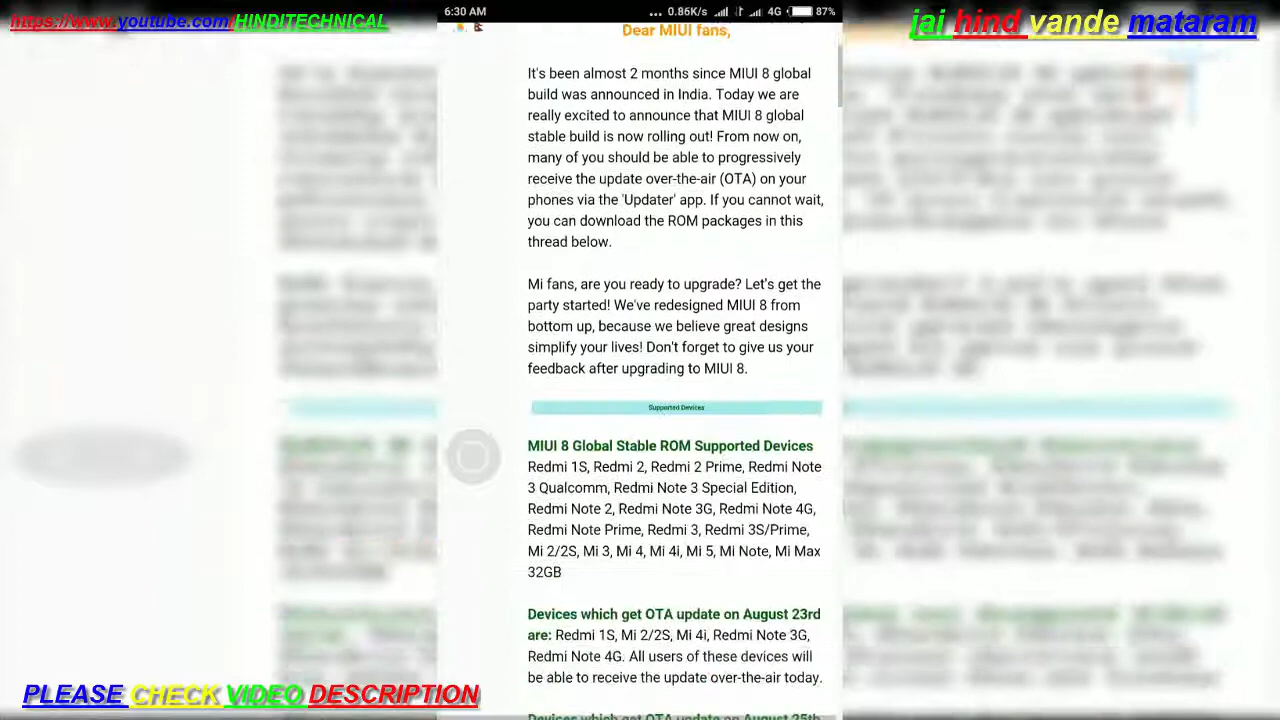 https://www.youtube.com/HINDITECHNICAL
jai hind vande mataram
6:30 AM
... 0.86K/s 4G 87%
Dear MIUI fans,
It's been almost 2 months since MIUI 8 global
build was announced in India. Today we are
really excited to announce that MIUI 8 global
stable build is now rolling out! From now on,
many of you should be able to progressively
receive the update over-the-air (OTA) on your
phones via the 'Updater' app. If you cannot wait,
you can download the ROM packages in this
thread below.
Mi fans, are you ready to upgrade? Let's get the
party started! We've redesigned MIUI 8 from
bottom up, because we believe great designs
simplify your lives! Don't forget to give us your
feedback after upgrading to MIUI 8.
Supported Devices
MIUI 8 Global Stable ROM Supported Devices
Redmi 1S, Redmi 2, Redmi 2 Prime, Redmi Note
3 Qualcomm, Redmi Note 3 Special Edition,
Redmi Note 2, Redmi Note 3G, Redmi Note 4G,
Redmi Note Prime, Redmi 3, Redmi 3S/Prime,
Mi 2/2S, Mi 3, Mi 4, Mi 4i, Mi 5, Mi Note, Mi Max
32GB
Devices which get OTA update on August 23rd
are: Redmi 1S, Mi 2/2S, Mi 4i, Redmi Note 3G,
Redmi Note 4G. All users of these devices will
be able to receive the update over-the-air today.
Devices which get OTA update on August 25th
PLEASE CHECK VIDEO DESCRIPTION